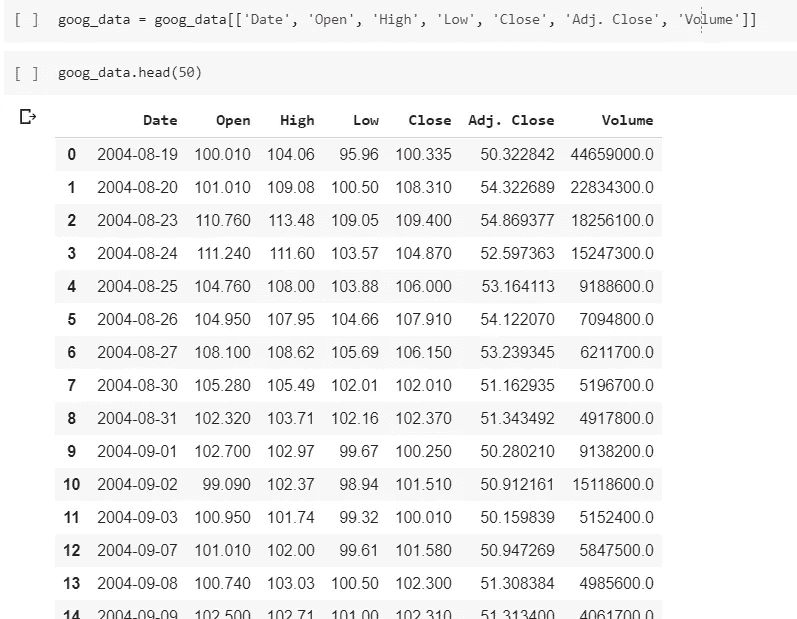 [ ] goog_data = goog_data[['Date', 'Open', 'High', 'Low', 'Close', 'Adj. Close', 'Volume']]
[ ] goog_data.head(50)
Date Open High Low Close Adj. Close Volume
0 2004-08-19 100.010 104.06 95.96 100.335 50.322842 44659000.0
1 2004-08-20 101.010 109.08 100.50 108.310 54.322689 22834300.0
2 2004-08-23 110.760 113.48 109.05 109.400 54.869377 18256100.0
3 2004-08-24 111.240 111.60 103.57 104.870 52.597363 15247300.0
4 2004-08-25 104.760 108.00 103.88 106.000 53.164113 9188600.0
5 2004-08-26 104.950 107.95 104.66 107.910 54.122070 7094800.0
6 2004-08-27 108.100 108.62 105.69 106.150 53.239345 6211700.0
7 2004-08-30 105.280 105.49 102.01 102.010 51.162935 5196700.0
8 2004-08-31 102.320 103.71 102.16 102.370 51.343492 4917800.0
9 2004-09-01 102.700 102.97 99.67 100.250 50.280210 9138200.0
10 2004-09-02 99.090 102.37 98.94 101.510 50.912161 15118600.0
11 2004-09-03 100.950 101.74 99.32 100.010 50.159839 5152400.0
12 2004-09-07 101.010 102.00 99.61 101.580 50.947269 5847500.0
13 2004-09-08 100.740 103.03 100.50 102.300 51.308384 4985600.0
14 2004-09-09 102.500 102.71 101.00 102.310 51.313400 4061700.0